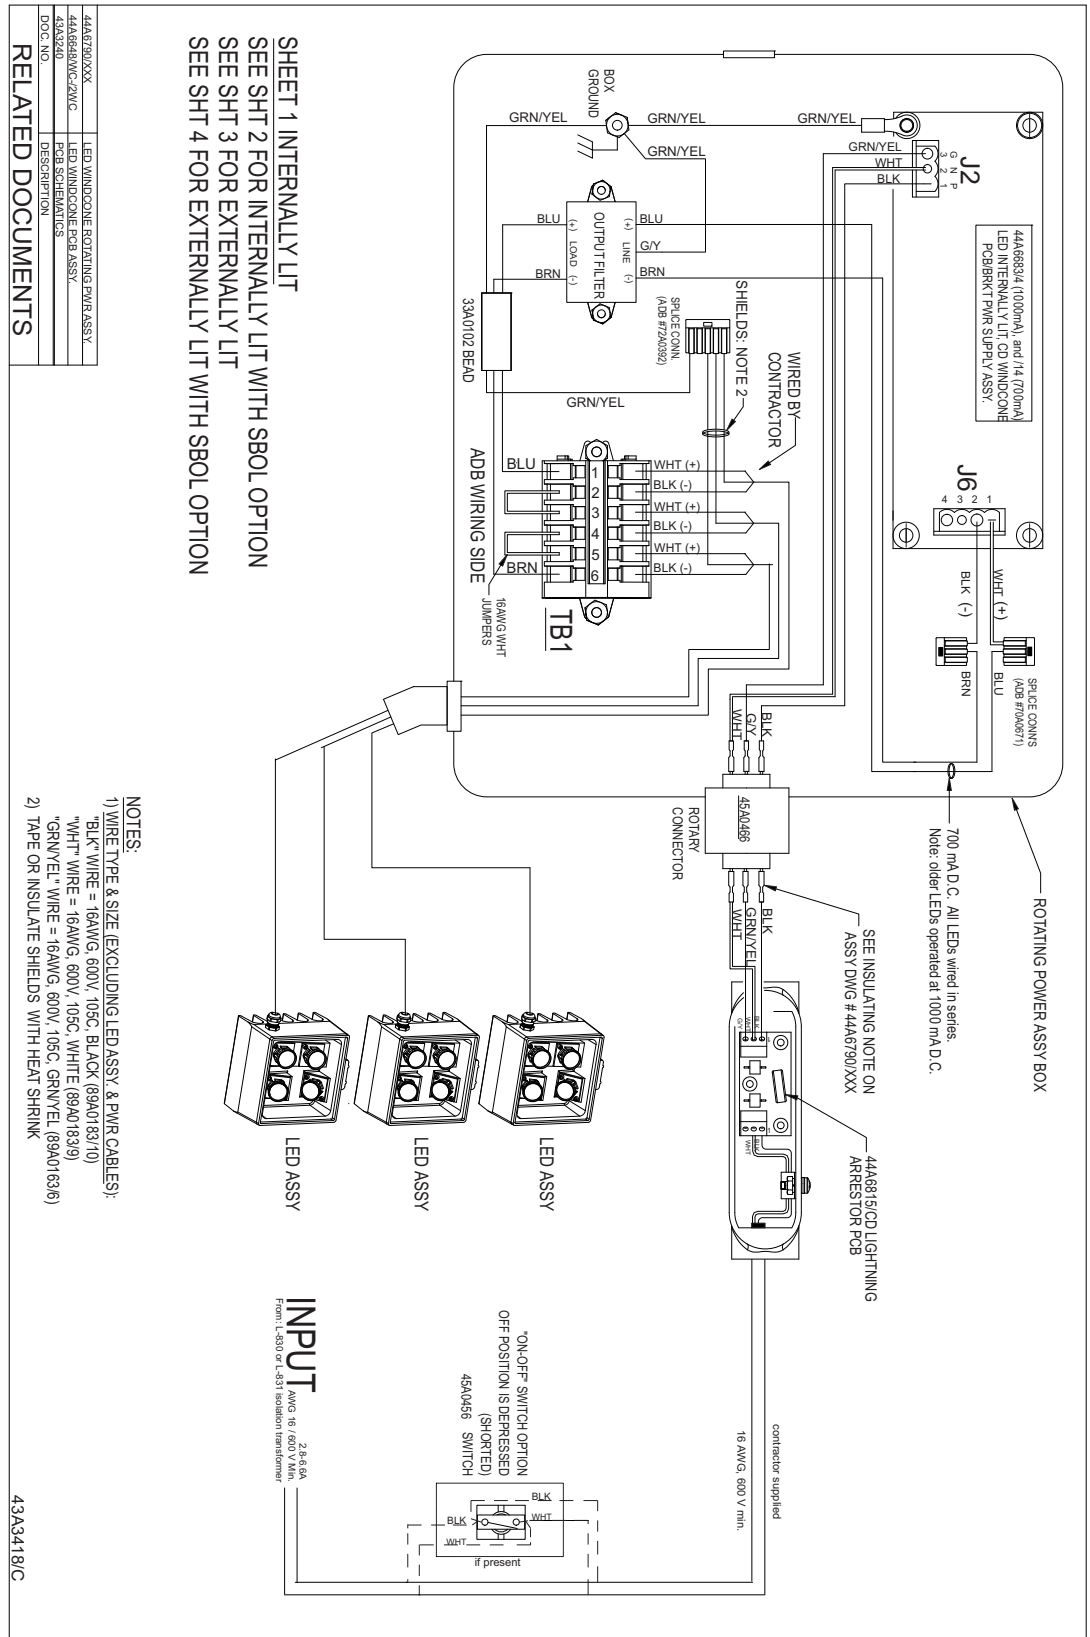 44A6790/XXX
LED WINDCONE ROTATING PWR ASSY.
44A6648/WC-/2WC
LED WINDCONE PCB ASSY.
43A3240
PCB SCHEMATICS
DOC. NO.
DESCRIPTION
RELATED DOCUMENTS
SHEET 1 INTERNALLY LIT
SEE SHT 2 FOR INTERNALLY LIT WITH SBOL OPTION
SEE SHT 3 FOR EXTERNALLY LIT
SEE SHT 4 FOR EXTERNALLY LIT WITH SBOL OPTION
BOX
GROUND
GRN/YEL
GRN/YEL
GRN/YEL
GRN/YEL
GRN/YEL
WHT
BLK
J2
G N P
3 2 1
44A6683/4 (1000mA), and /14 (700mA)
LED INTERNALLY LIT, CD WINDCONE
PCB/BRKT PWR SUPPLY ASSY.
J6
4 3 2 1
WHT (+)
BLK (-)
BLU
BRN
SPLICE CONN'S
(ADB #70A0671)
BLU
G/Y
BRN
(+) LINE (-)
OUTPUT FILTER
(+) LOAD (-)
BLU
BRN
33A0102 BEAD
GRN/YEL
SPLICE CONN.
(ADB #72A0392)
SHIELDS: NOTE 2
WIRED BY
CONTRACTOR
ADB WIRING SIDE
BLU
BRN
1
2
3
4
5
6
WHT (+)
BLK (-)
WHT (+)
BLK (-)
WHT (+)
BLK (-)
TB1
16AWG WHT
JUMPERS
BLK
G/Y
WHT
45A0466
ROTARY
CONNECTOR
BLK
GRN/YEL
WHT
ROTATING POWER ASSY BOX
700 mA D.C. All LEDs wired in series.
Note: older LEDs operated at 1000 mA D.C.
SEE INSULATING NOTE ON
ASSY DWG # 44A6790/XXX
BLK
WHT
G/Y
BLK
WHT
44A6815/CD LIGHTNING
ARRESTOR PCB
LED ASSY
LED ASSY
LED ASSY
NOTES:
1) WIRE TYPE & SIZE (EXCLUDING LED ASSY. & PWR CABLES):
"BLK" WIRE = 16AWG, 600V, 105C, BLACK (89A0183/10)
"WHT" WIRE = 16AWG, 600V, 105C, WHITE (89A0183/9)
"GRN/YEL" WIRE = 16AWG, 600V, 105C, GRN/YEL (89A0163/6)
2) TAPE OR INSULATE SHIELDS WITH HEAT SHRINK
contractor supplied
16 AWG, 600 V min.
"ON-OFF" SWITCH OPTION
OFF POSITION IS DEPRESSED
(SHORTED)
45A0456 SWITCH
BLK
WHT
BLK
WHT
if present
INPUT
2.8-6.6A
AWG 16 / 600 V Min.
From: L-830 or L-831 isolation transformer
43A3418/C